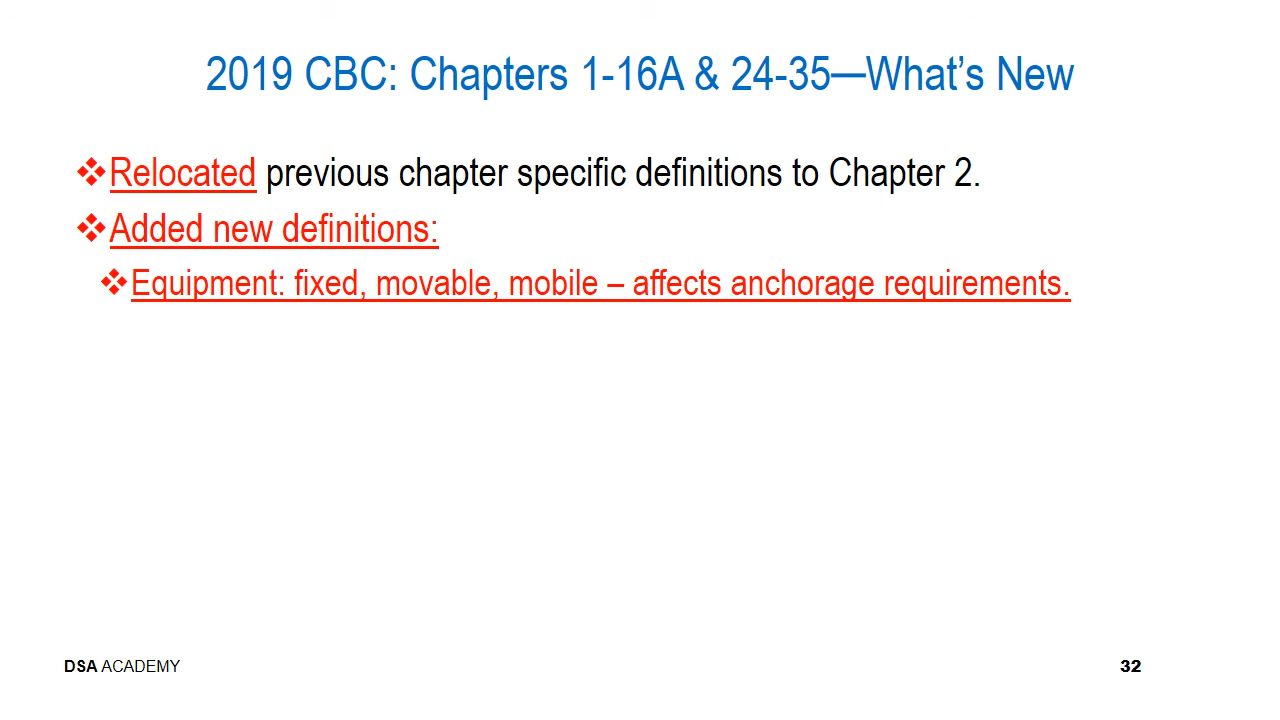 2019 CBC: Chapters 1-16A & 24-35—What’s New
❖Relocated previous chapter specific definitions to Chapter 2.
❖Added new definitions:
❖Equipment: fixed, movable, mobile – affects anchorage requirements.
DSA ACADEMY
32